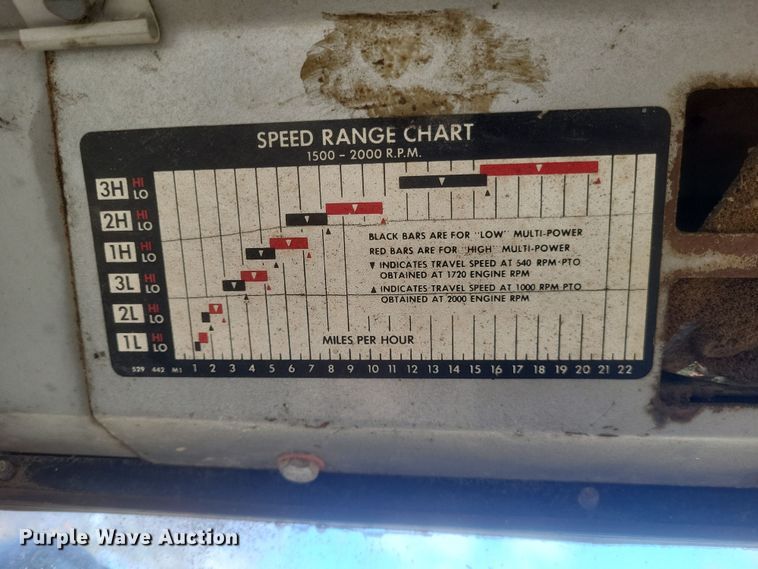 SPEED RANGE CHART
1500 - 2000 R.P.M.
3H HI LO
2H HI LO
1H HI LO
3L HI LO
2L HI LO
1L HI LO
BLACK BARS ARE FOR "LOW" MULTI-POWER
RED BARS ARE FOR "HIGH" MULTI-POWER
▼ INDICATES TRAVEL SPEED AT 540 RPM-PTO
OBTAINED AT 1720 ENGINE RPM
▲ INDICATES TRAVEL SPEED AT 1000 RPM PTO
OBTAINED AT 2000 ENGINE RPM
MILES PER HOUR
529 442 M1 1 2 3 4 5 6 7 8 9 10 11 12 13 14 15 16 17 18 19 20 21 22
Purple Wave Auction